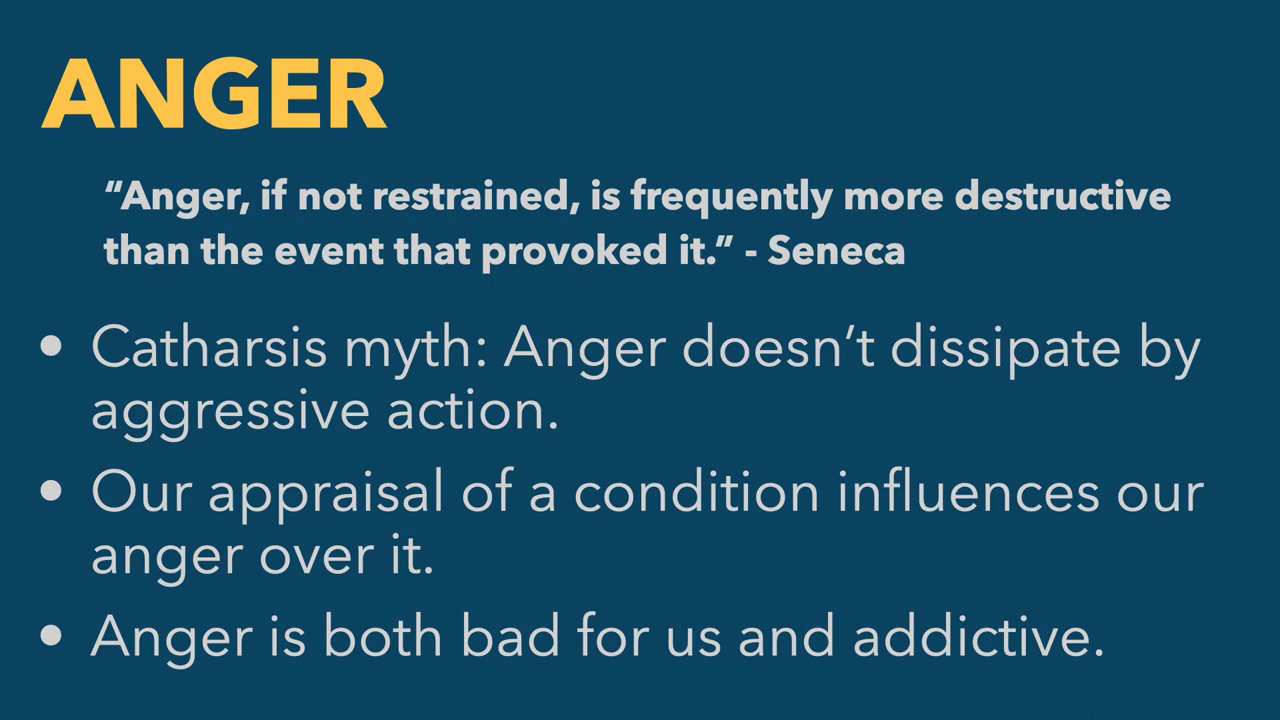 ANGER
“Anger, if not restrained, is frequently more destructive
than the event that provoked it.” - Seneca
• Catharsis myth: Anger doesn’t dissipate by
aggressive action.
• Our appraisal of a condition influences our
anger over it.
• Anger is both bad for us and addictive.